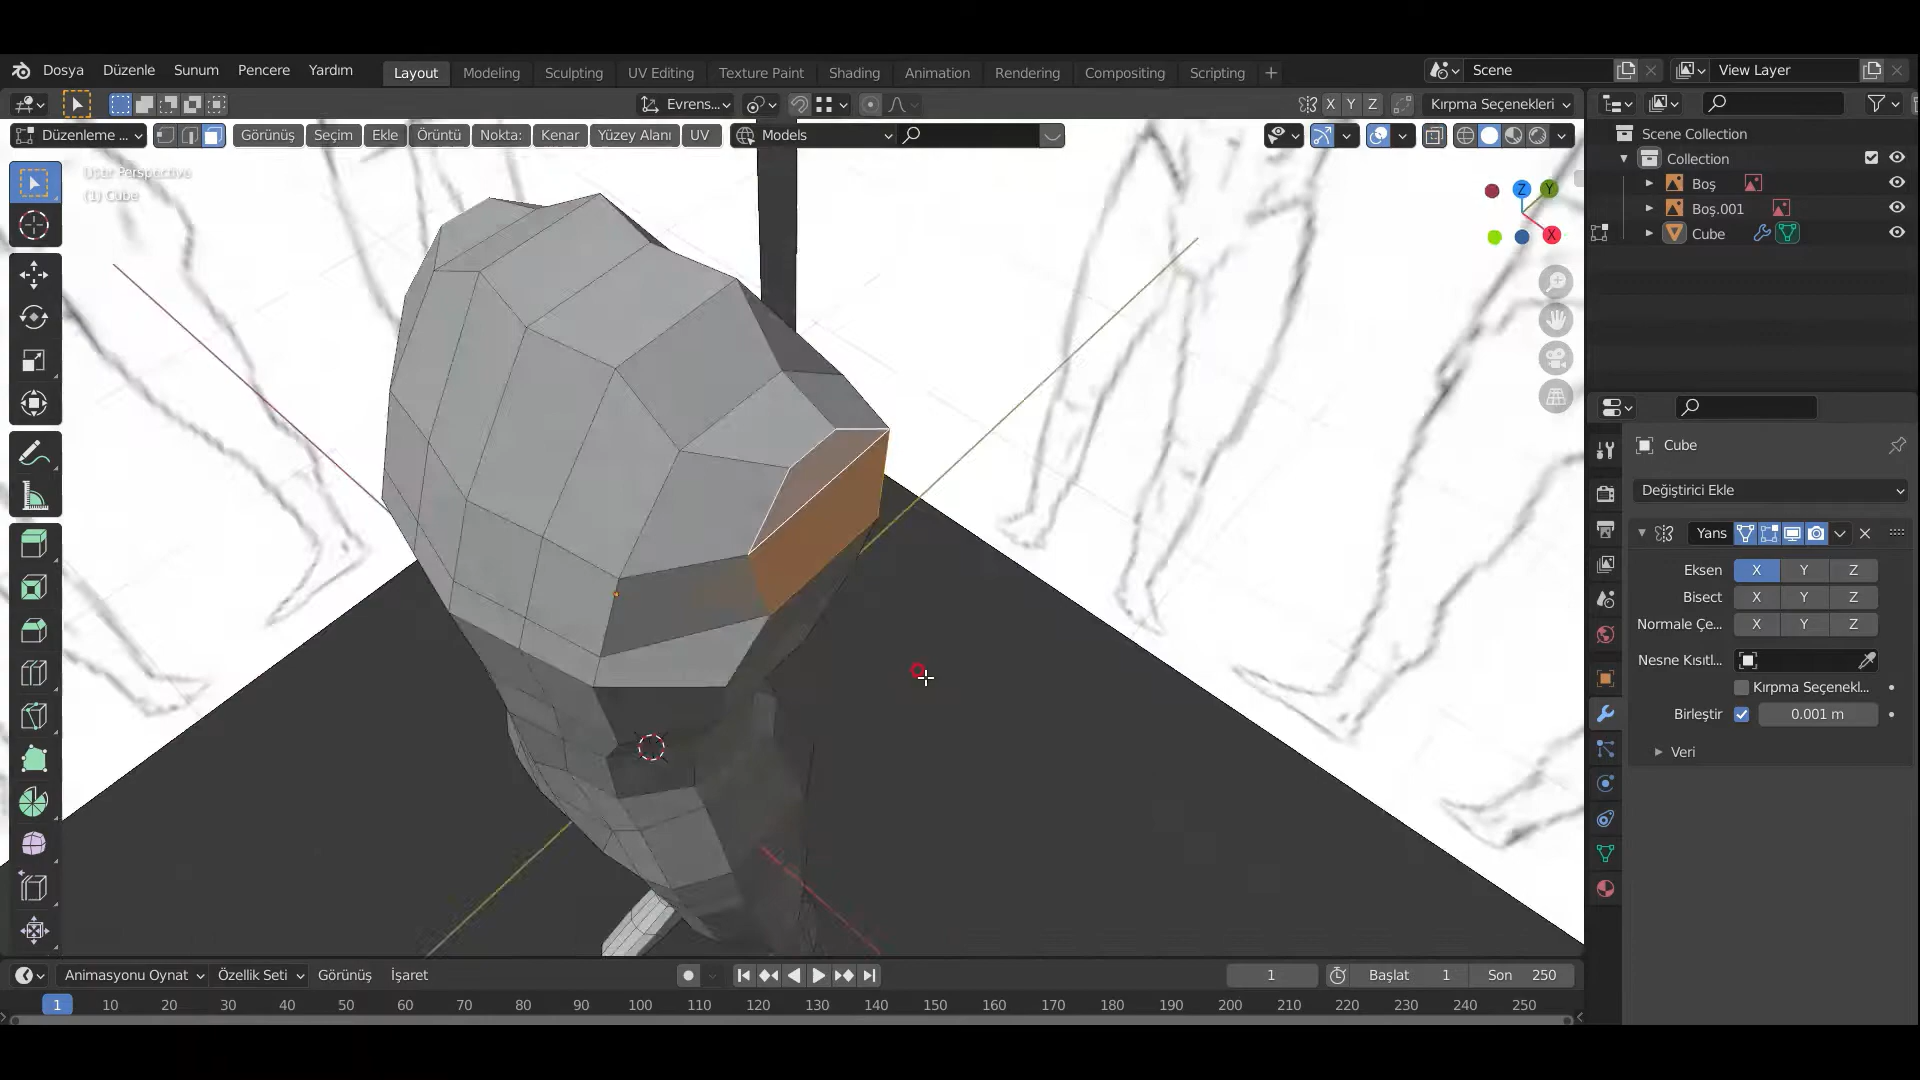 Dosya Düzenle Sunum Pencere Yardım Layout Modeling Sculpting UV Editing Texture Paint Shading Animation Rendering Compositing Scripting + Scene View Layer
Evrens... X Y Z Kırpma Seçenekleri
Düzenleme ... Görünüş Seçim Ekle Örüntü Nokta: Kenar Yüzey Alanı UV Models
User Perspective
(1) Cube
Z Y
X
Scene Collection
Collection
Boş
Boş.001
Cube
Cube
Değiştirici Ekle
Yans
Eksen X Y Z
Bisect X Y Z
Normale Çe... X Y Z
Nesne Kısıtl...
Kırpma Seçenekl...
Birleştir 0.001 m
Veri
Animasyonu Oynat Özellik Seti Görünüş İşaret 1 Başlat 1 Son 250
1 10 20 30 40 50 60 70 80 90 100 110 120 130 140 150 160 170 180 190 200 210 220 230 240 250